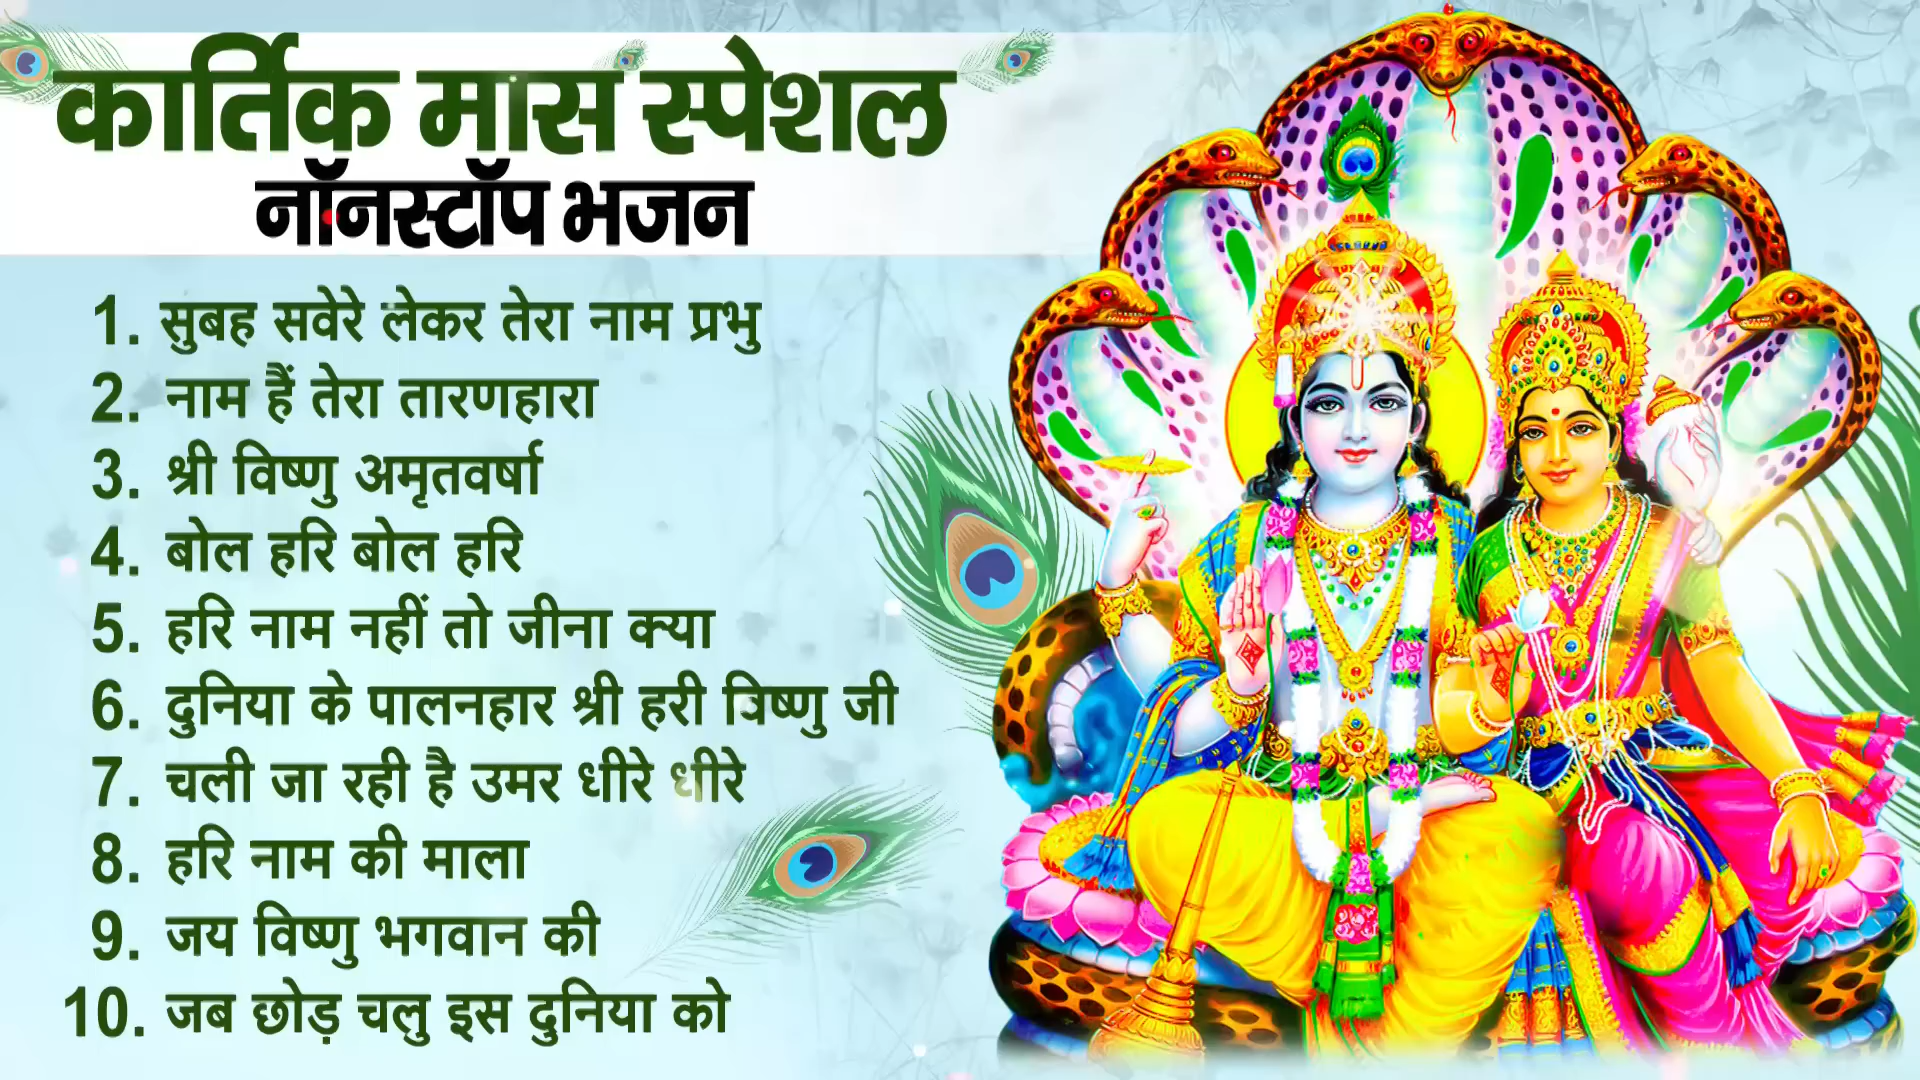 कार्तिक मास स्पेशल
नॉनस्टॉप भजन
1. सुबह सवेरे लेकर तेरा नाम प्रभु
2. नाम हैं तेरा तारणहारा
3. श्री विष्णु अमृतवर्षा
4. बोल हरि बोल हरि
5. हरि नाम नहीं तो जीना क्या
6. दुनिया के पालनहार श्री हरी विष्णु जी
7. चली जा रही है उमर धीरे धीरे
8. हरि नाम की माला
9. जय विष्णु भगवान की
10. जब छोड़ चलु इस दुनिया को